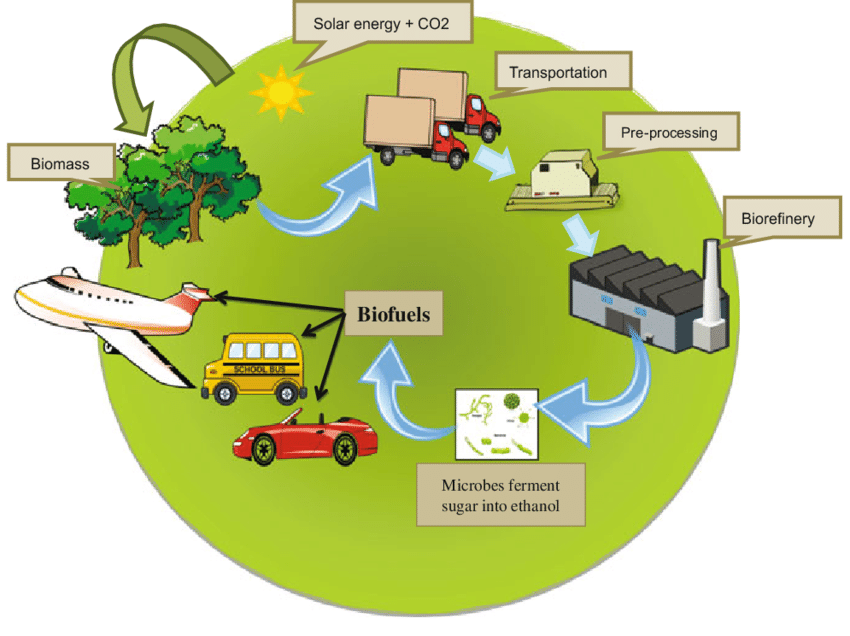 Solar energy + CO2
Transportation
Pre-processing
Biomass
Biorefinery
Biofuels
SCHOOL BUS
Microbes ferment
sugar into ethanol